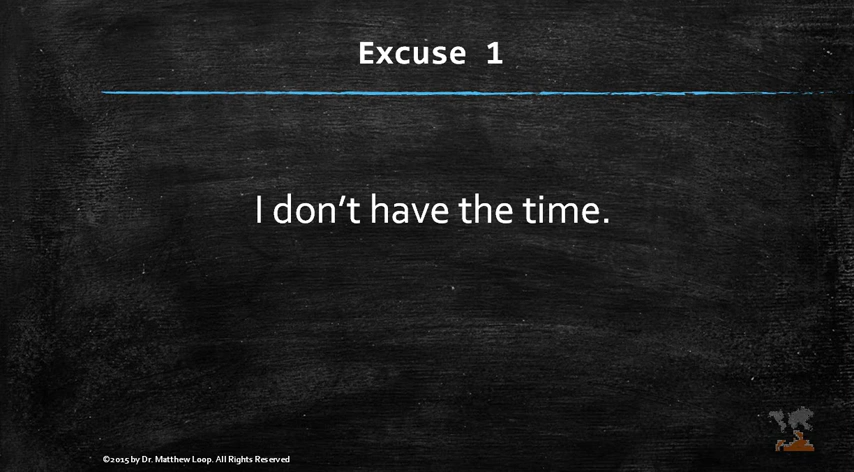 Excuse 1
I don’t have the time.
©2015 by Dr. Matthew Loop. All Rights Reserved